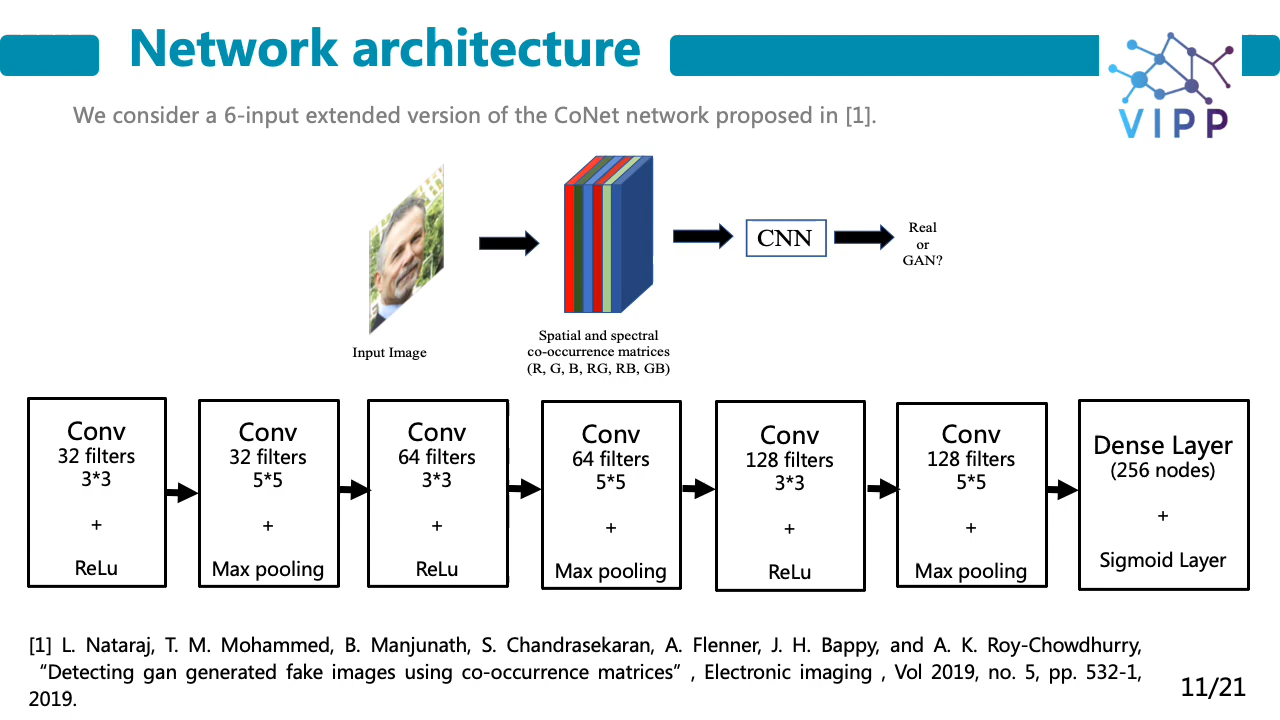 Network architecture
VIPP
We consider a 6-input extended version of the CoNet network proposed in [1].
Input Image
Spatial and spectral
co-occurrence matrices
(R, G, B, RG, RB, GB)
CNN
Real
or
GAN?
Conv
32 filters
3*3
+
ReLu
Conv
32 filters
5*5
+
Max pooling
Conv
64 filters
3*3
+
ReLu
Conv
64 filters
5*5
+
Max pooling
Conv
128 filters
3*3
+
ReLu
Conv
128 filters
5*5
+
Max pooling
Dense Layer
(256 nodes)
+
Sigmoid Layer
[1] L. Nataraj, T. M. Mohammed, B. Manjunath, S. Chandrasekaran, A. Flenner, J. H. Bappy, and A. K. Roy-Chowdhurry,
“Detecting gan generated fake images using co-occurrence matrices” , Electronic imaging , Vol 2019, no. 5, pp. 532-1,
2019.
11/21